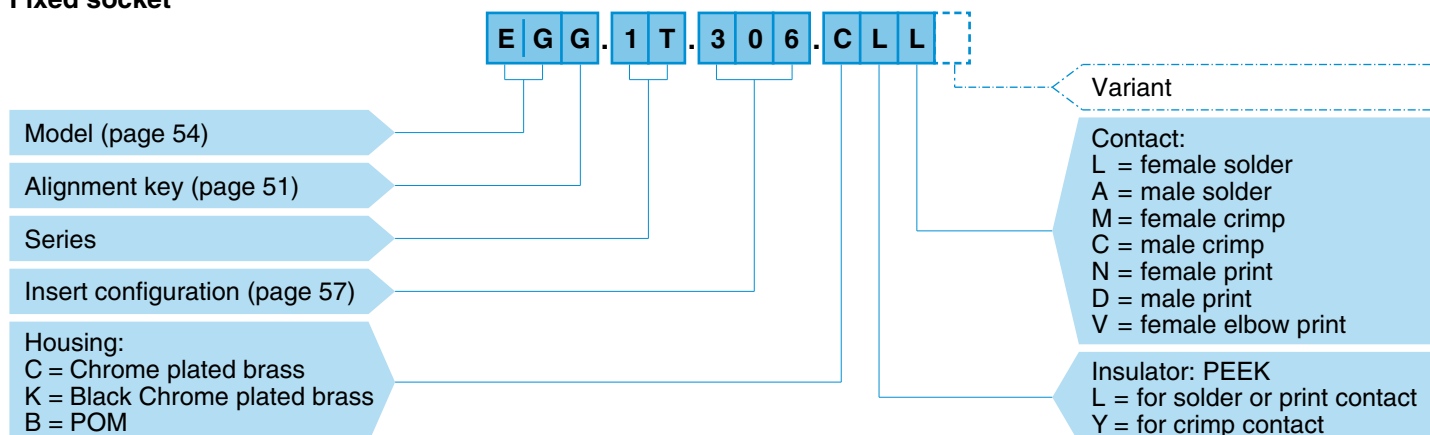 Fixed socket
E G G . 1 T . 3 0 6 . C L L
Variant
Model (page 54)
Alignment key (page 51)
Series
Insert configuration (page 57)
Housing:
C = Chrome plated brass
K = Black Chrome plated brass
B = POM
Contact:
L = female solder
A = male solder
M = female crimp
C = male crimp
N = female print
D = male print
V = female elbow print
Insulator: PEEK
L = for solder or print contact
Y = for crimp contact